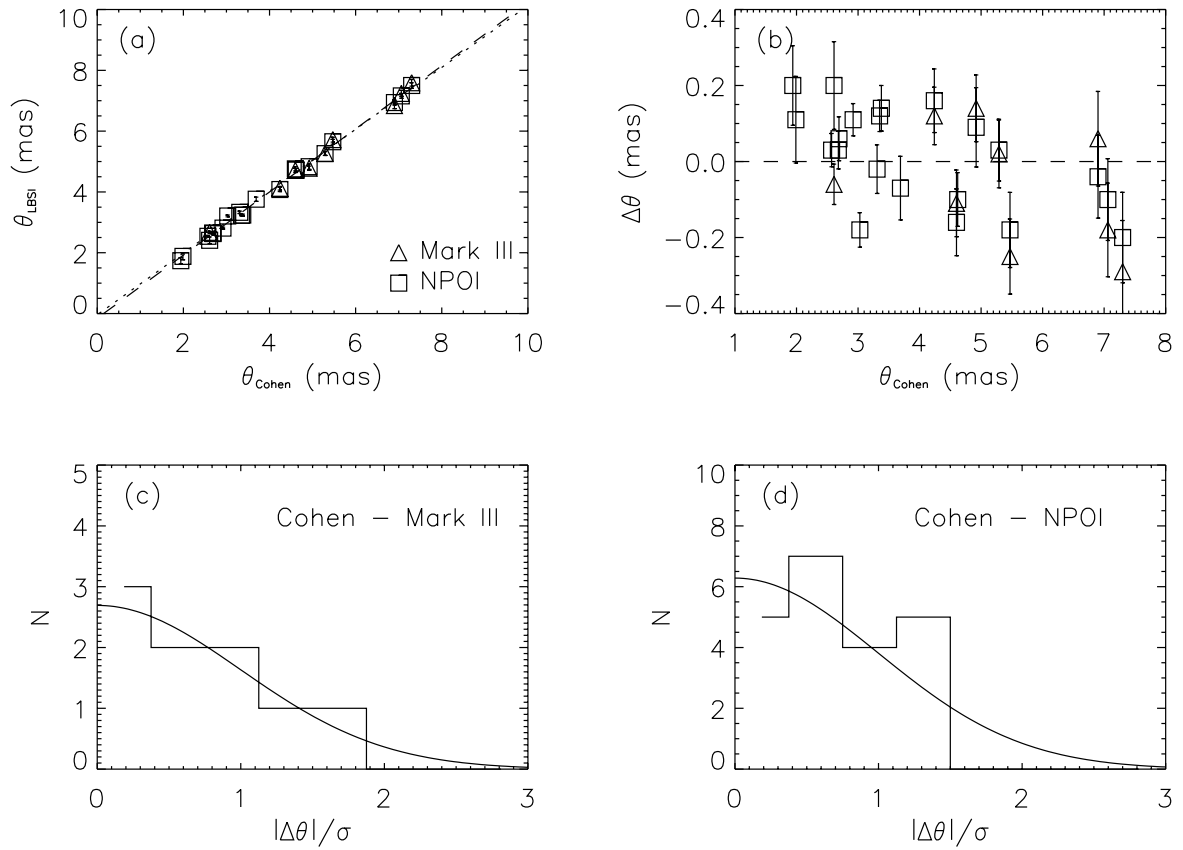 (a)
10
8
6
4
2
0
θLBSI (mas)
△ Mark III
□ NPOI
0 2 4 6 8 10
θCohen (mas)
(b)
0.4
0.2
0.0
−0.2
−0.4
Δθ (mas)
1 2 3 4 5 6 7 8
θCohen (mas)
(c)
Cohen − Mark III
5
4
3
2
1
0
N
0 1 2 3
|Δθ|/σ
(d)
Cohen − NPOI
10
8
6
4
2
0
N
0 1 2 3
|Δθ|/σ